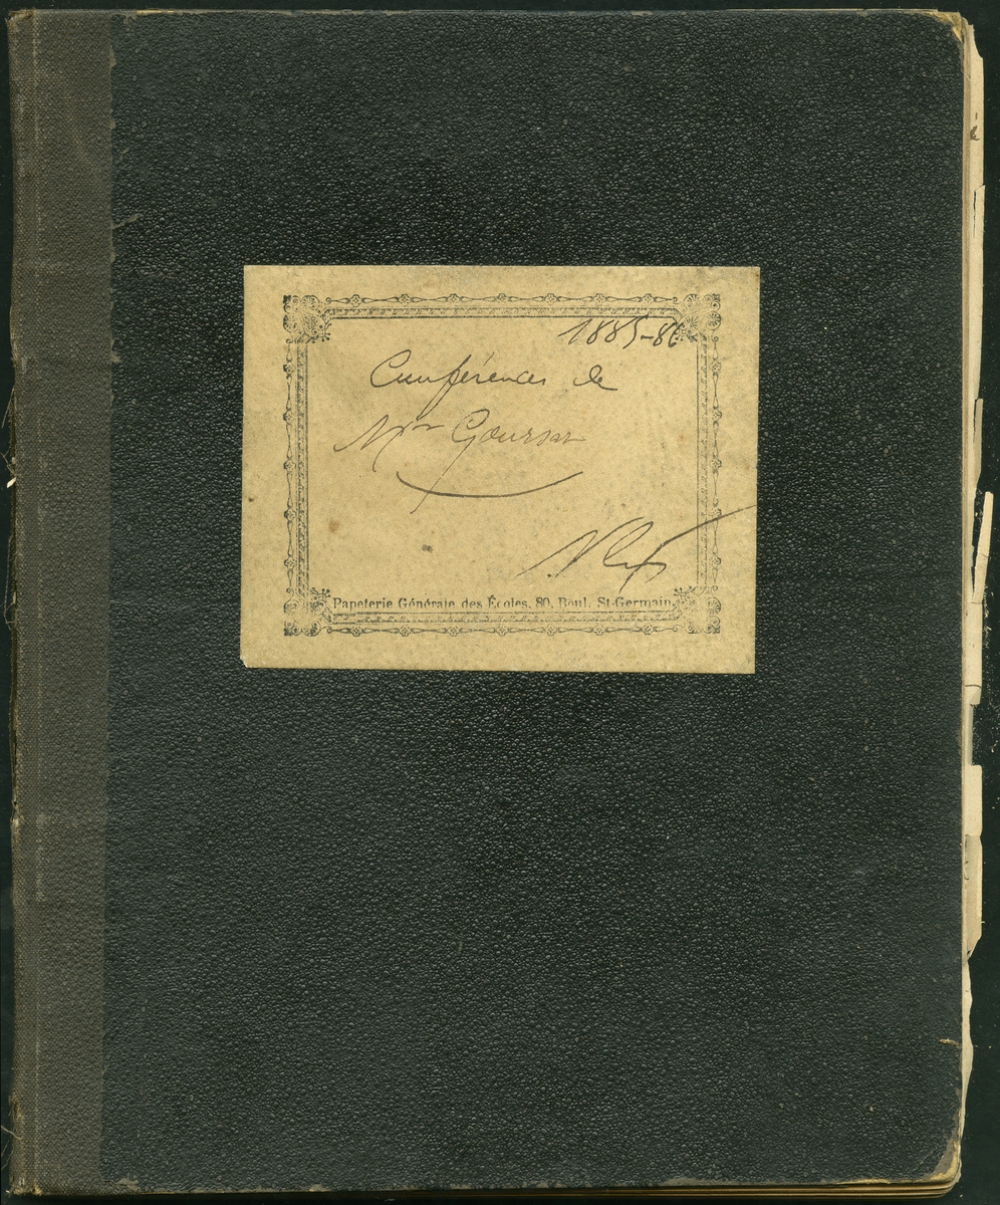 1885-86
Conférences de
Mr Goursat
Papeterie Générale des Écoles, 80, Boul. St-Germain